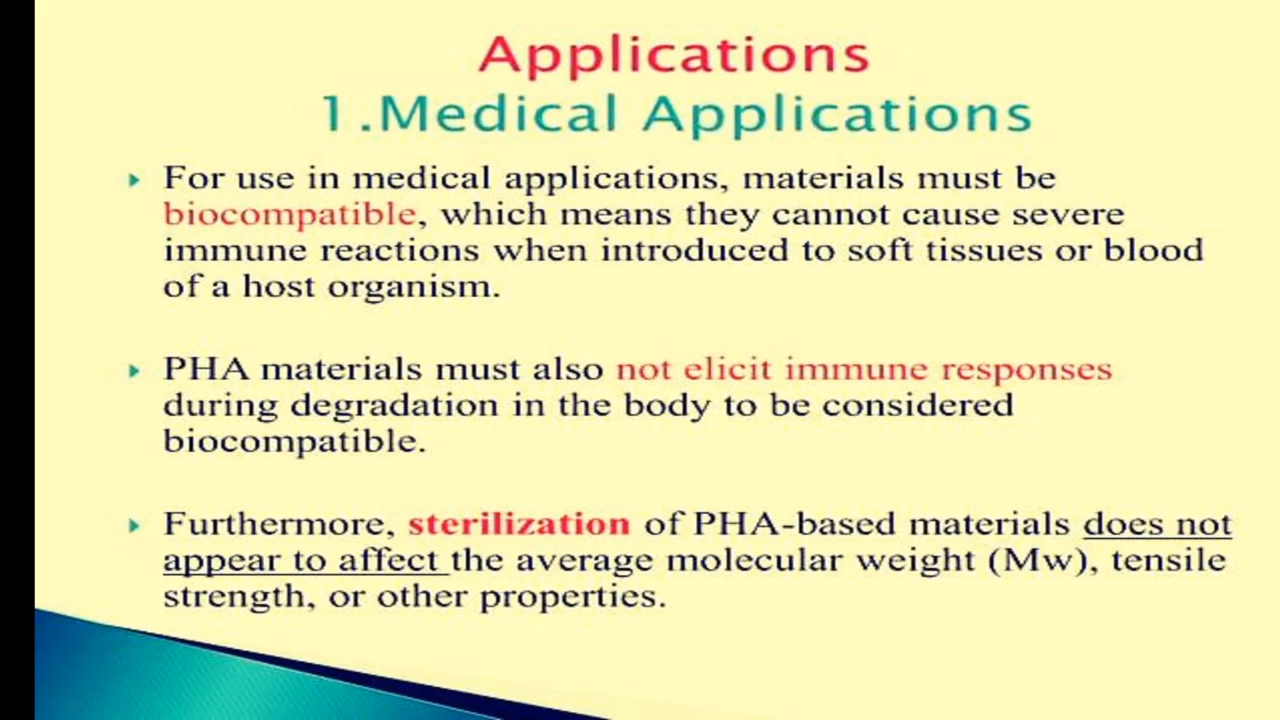 Applications
1.Medical Applications
For use in medical applications, materials must be
biocompatible, which means they cannot cause severe
immune reactions when introduced to soft tissues or blood
of a host organism.
PHA materials must also not elicit immune responses
during degradation in the body to be considered
biocompatible.
Furthermore, sterilization of PHA-based materials does not
appear to affect the average molecular weight (Mw), tensile
strength, or other properties.